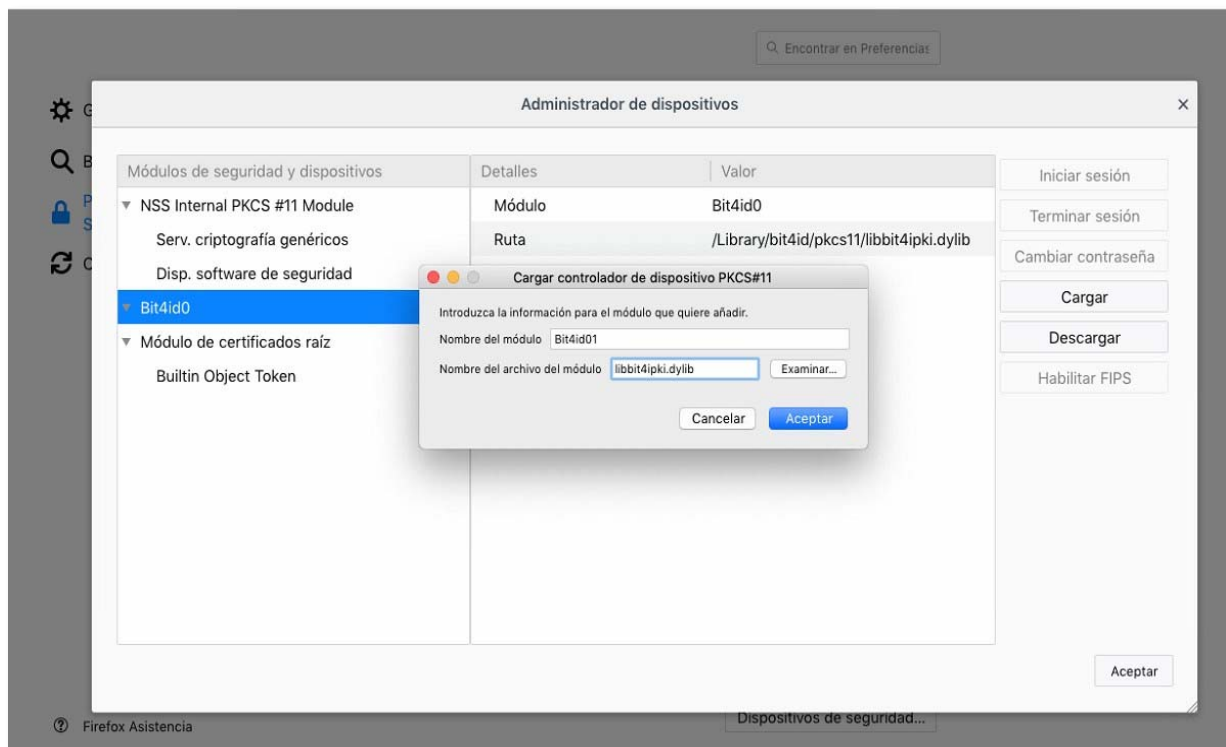 Encontrar en Preferencias
Administrador de dispositivos
Módulos de seguridad y dispositivos
Detalles
Valor
NSS Internal PKCS #11 Module
Serv. criptografía genéricos
Disp. software de seguridad
Bit4id0
Módulo de certificados raíz
Builtin Object Token
Módulo
Bit4id0
Ruta
/Library/bit4id/pkcs11/libbit4ipki.dylib
Iniciar sesión
Terminar sesión
Cambiar contraseña
Cargar
Descargar
Habilitar FIPS
Cargar controlador de dispositivo PKCS#11
Introduzca la información para el módulo que quiere añadir.
Nombre del módulo
Bit4id01
Nombre del archivo del módulo
libbit4ipki.dylib
Examinar...
Cancelar
Aceptar
Aceptar
Firefox Asistencia
Dispositivos de seguridad...